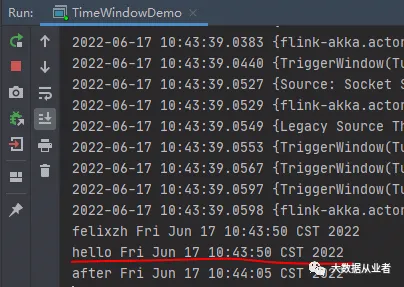 Run: TimeWindowDemo
2022-06-17 10:43:39.0383 {flink-akka.actor
2022-06-17 10:43:39.0440 {TriggerWindow(Tu
2022-06-17 10:43:39.0527 {Source: Socket S
2022-06-17 10:43:39.0529 {flink-akka.actor
2022-06-17 10:43:39.0549 {Legacy Source Th
2022-06-17 10:43:39.0553 {TriggerWindow(Tu
2022-06-17 10:43:39.0567 {TriggerWindow(Tu
2022-06-17 10:43:39.0597 {TriggerWindow(Tu
2022-06-17 10:43:39.0598 {flink-akka.actor
felixzh Fri Jun 17 10:43:50 CST 2022
hello Fri Jun 17 10:43:50 CST 2022
after Fri Jun 17 10:44:05 CST 2022
大数据从业者